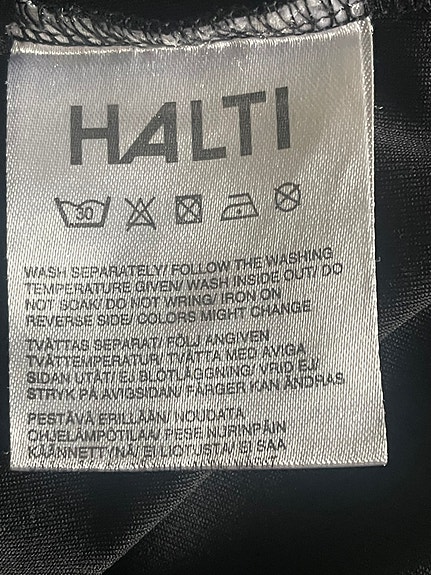 HALTI
30
WASH SEPARATELY/ FOLLOW THE WASHING
TEMPERATURE GIVEN/ WASH INSIDE OUT/ DO
NOT SOAK/ DO NOT WRING/ IRON ON
REVERSE SIDE/ COLORS MIGHT CHANGE
TVÄTTAS SEPARAT/ FÖLJ ANGIVEN
TVÄTTEMPERATUR/ TVÄTTA MED AVIGA
SIDAN UTÅT/ EJ BLÖTLÄGGNING/ VRID EJ/
STRYK PÅ AVIGSIDAN/ FÄRGER KAN ÄNDRAS
PESTÄVÄ ERILLÄÄN/ NOUDATA
OHJELÄMPÖTILAA/ PESE NURINPÄIN
KÄÄNNETTYNÄ/ EI LIOTUSTA/ EI SAA